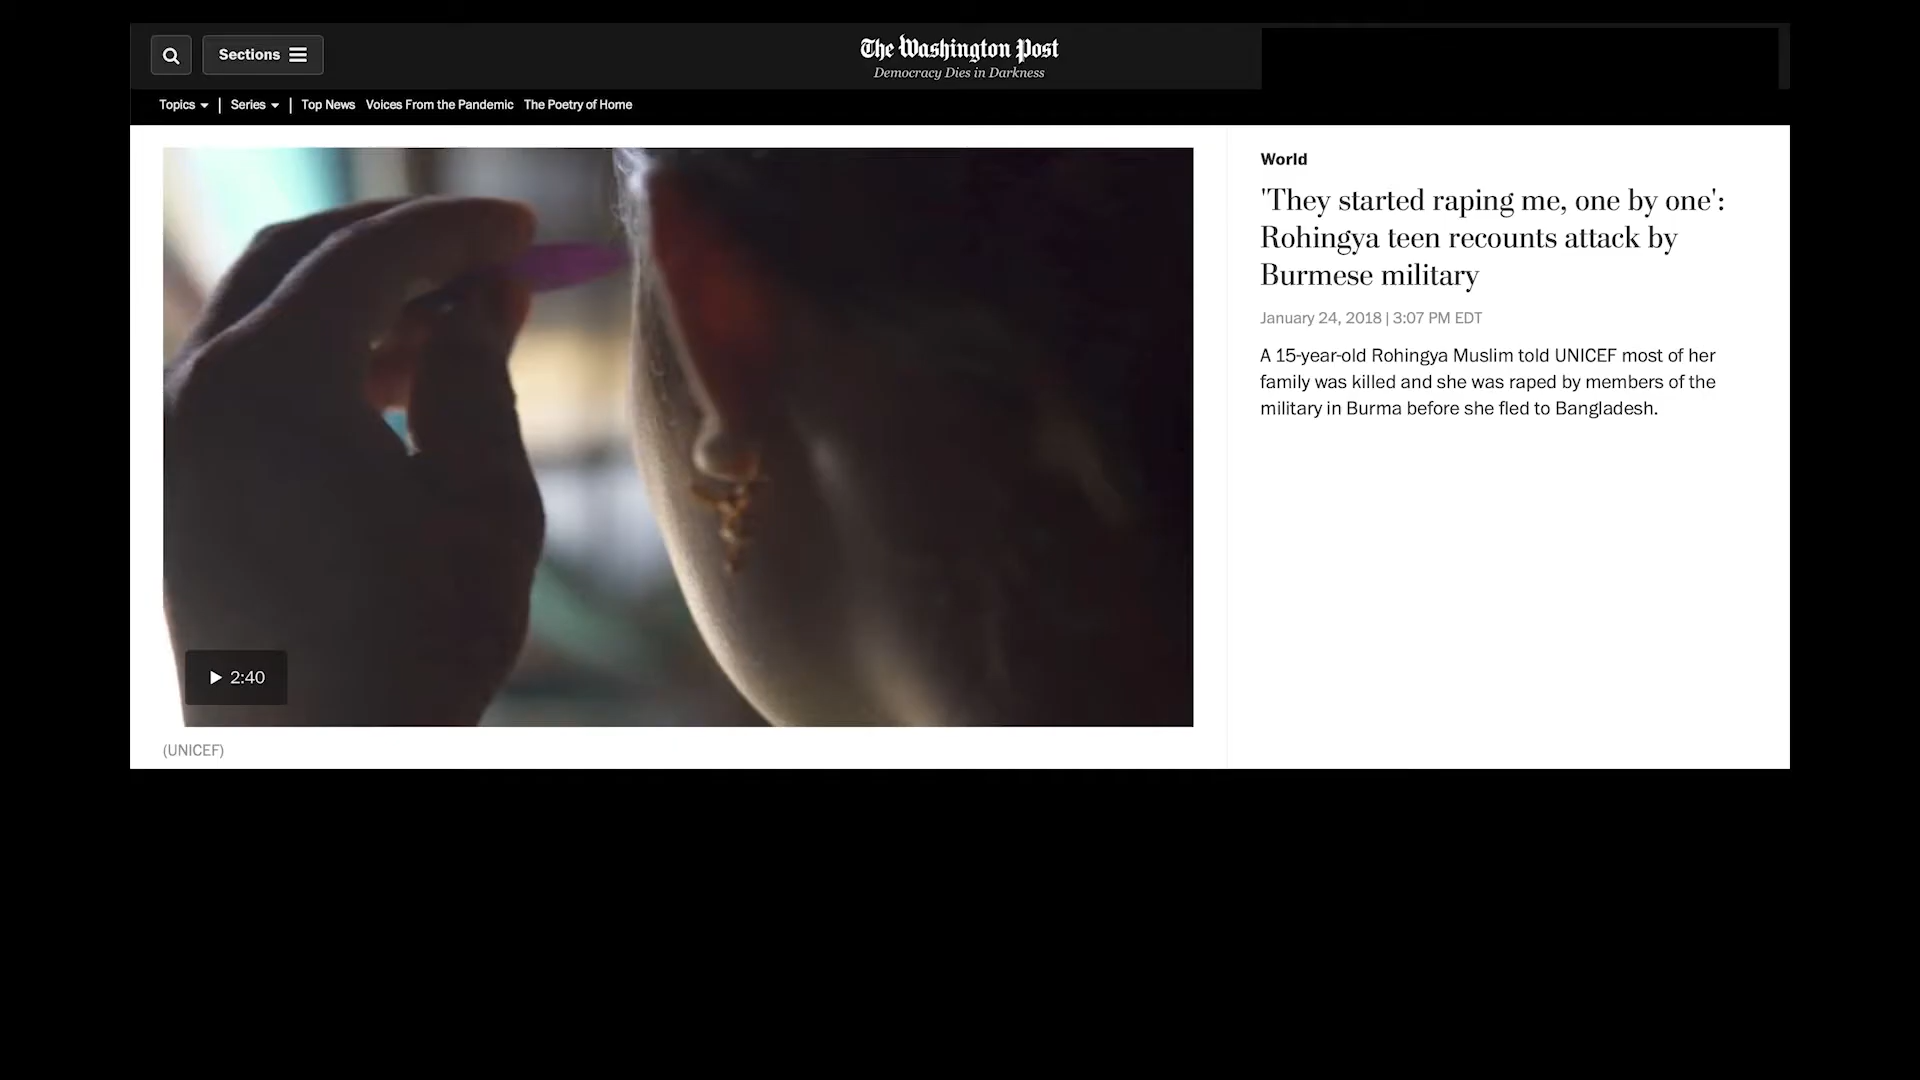 Sections
The Washington Post
Democracy Dies in Darkness
Topics | Series | Top News Voices From the Pandemic The Poetry of Home
World
'They started raping me, one by one':
Rohingya teen recounts attack by
Burmese military
January 24, 2018 | 3:07 PM EDT
A 15-year-old Rohingya Muslim told UNICEF most of her
family was killed and she was raped by members of the
military in Burma before she fled to Bangladesh.
2:40
(UNICEF)